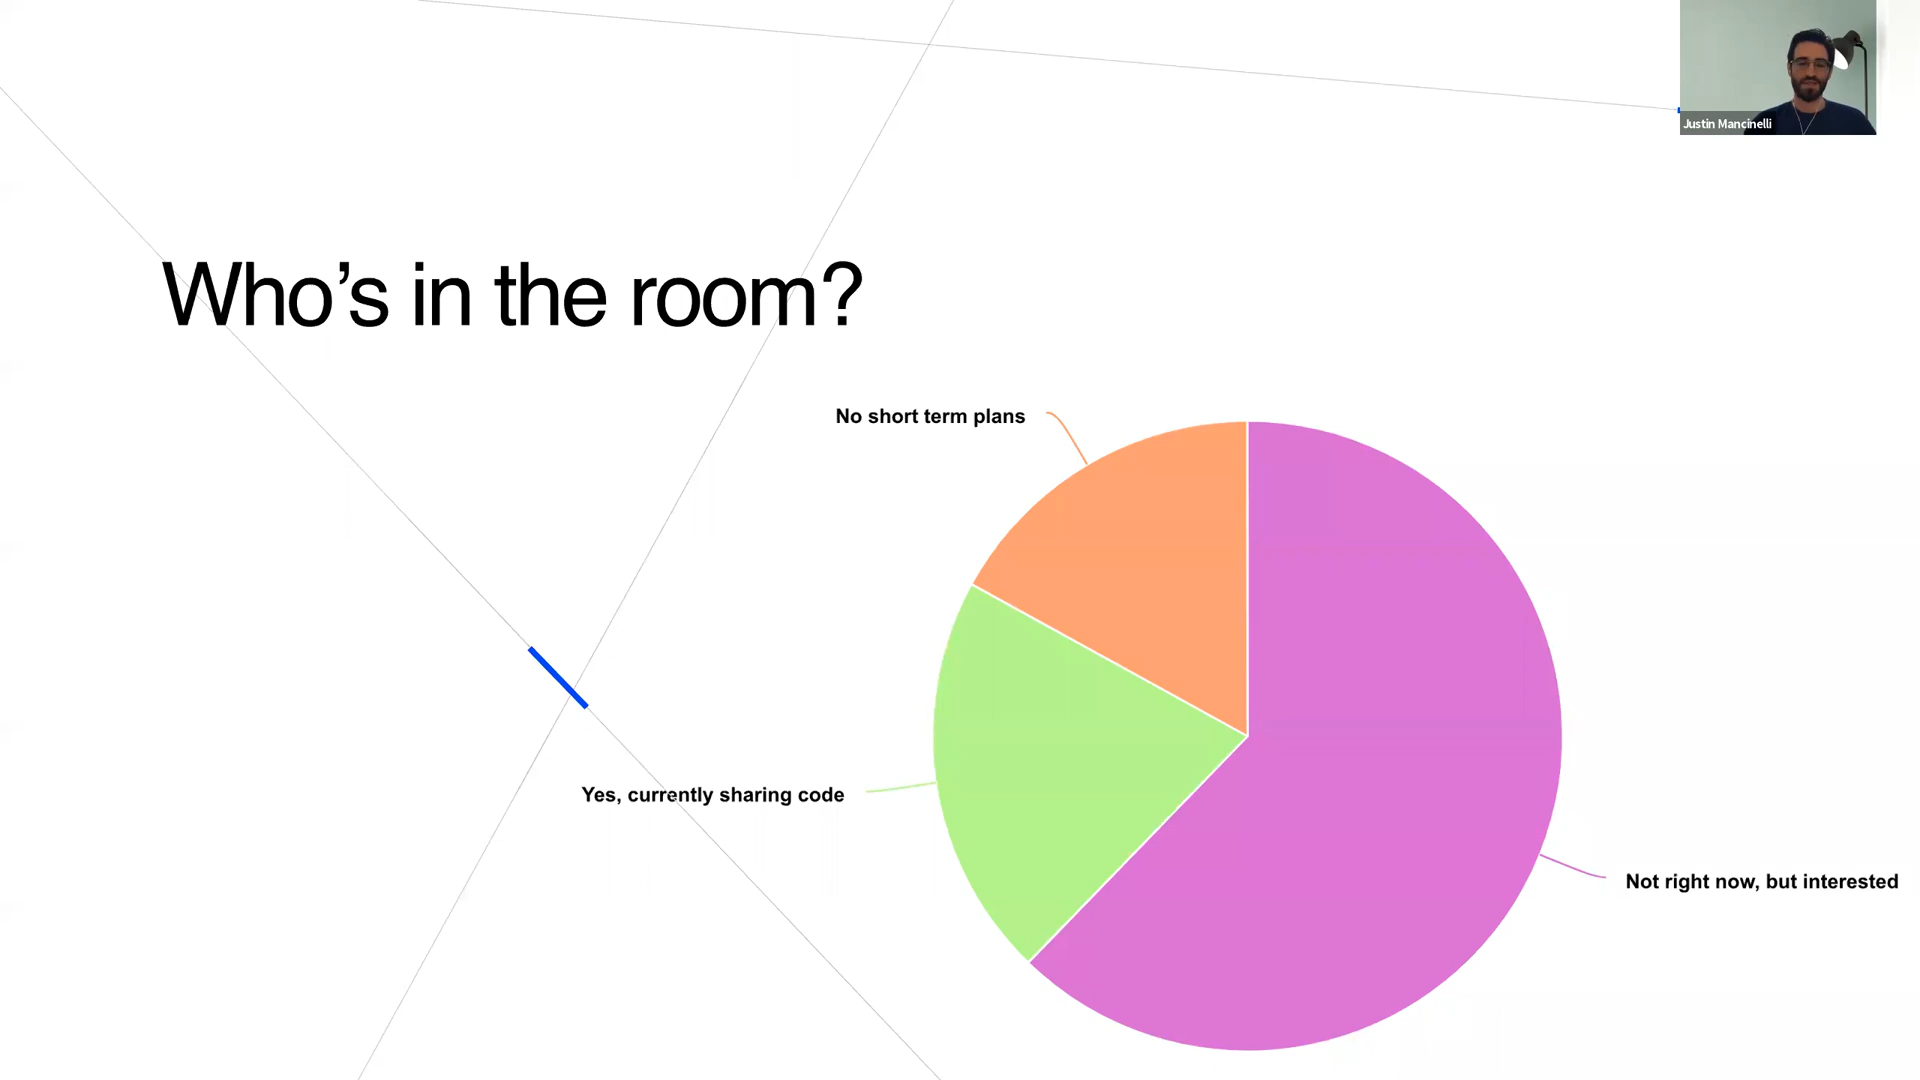 Justin Mancinelli
Who’s in the room?
No short term plans
Yes, currently sharing code
Not right now, but interested